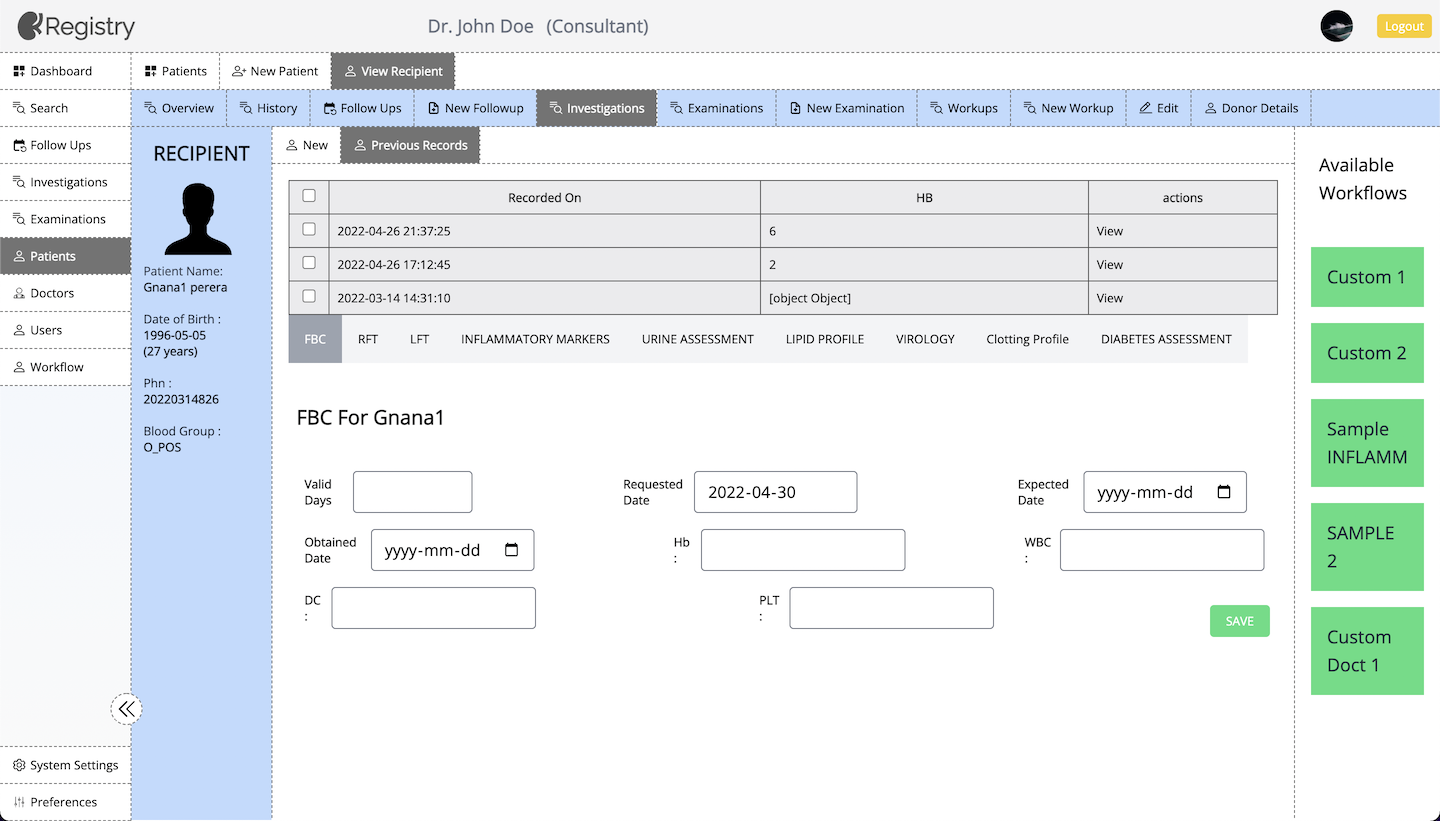 Registry
Dr. John Doe (Consultant)
Logout
Dashboard
Patients
New Patient
View Recipient
Search
Overview
History
Follow Ups
New Followup
Investigations
Examinations
New Examination
Workups
New Workup
Edit
Donor Details
Follow Ups
Investigations
Examinations
Patients
Doctors
Users
Workflow
System Settings
Preferences
RECIPIENT
Patient Name:
Gnana1 perera
Date of Birth :
1996-05-05
(27 years)
Phn :
20220314826
Blood Group :
O_POS
New
Previous Records
Recorded On
HB
actions
2022-04-26 21:37:25
6
View
2022-04-26 17:12:45
2
View
2022-03-14 14:31:10
[object Object]
View
FBC
RFT
LFT
INFLAMMATORY MARKERS
URINE ASSESSMENT
LIPID PROFILE
VIROLOGY
Clotting Profile
DIABETES ASSESSMENT
FBC For Gnana1
Valid
Days
Requested
Date
2022-04-30
Expected
Date
yyyy-mm-dd
Obtained
Date
yyyy-mm-dd
Hb
:
WBC
:
DC
:
PLT
:
SAVE
Available
Workflows
Custom 1
Custom 2
Sample
INFLAMM
SAMPLE
2
Custom
Doct 1